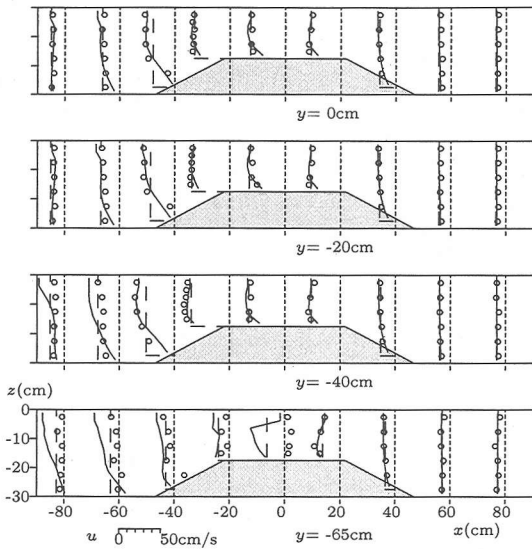 y= 0cm
y= -20cm
y= -40cm
z(cm)
0
-10
-20
-30
-80 -60 -40 -20 0 20 40 60 80
u 0 50cm/s y= -65cm x(cm)